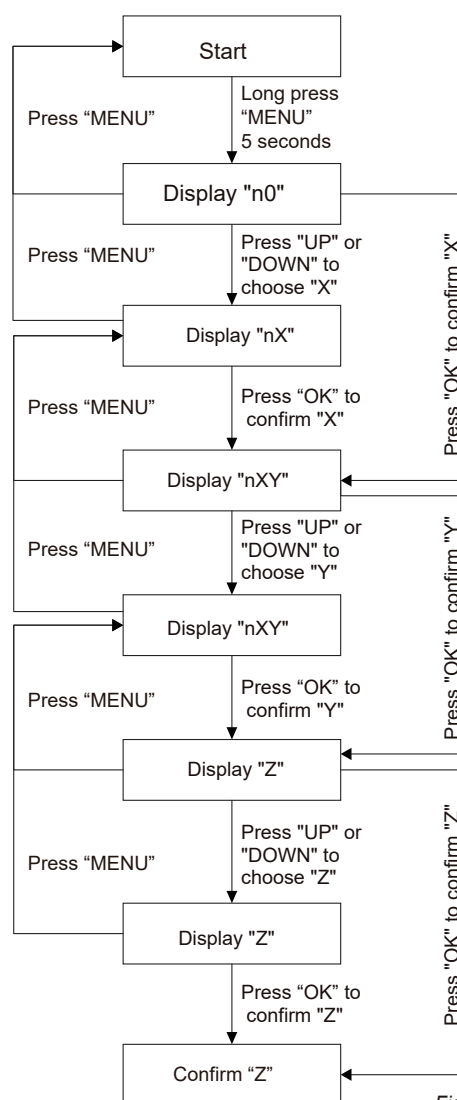 Start
Long press
“MENU”
5 seconds
Press “MENU”
Display "n0"
Press "UP" or
"DOWN" to
choose "X"
Press “MENU”
Press "OK" to confirm "X"
Display "nX"
Press “OK” to
confirm "X"
Press “MENU”
Display "nXY"
Press "UP" or
"DOWN" to
choose "Y"
Press “MENU”
Press "OK" to confirm "Y"
Display "nXY"
Press “OK” to
confirm "Y"
Press “MENU”
Display "Z"
Press "UP" or
"DOWN" to
choose "Z"
Press “MENU”
Press "OK" to confirm "Z"
Display "Z"
Press “OK” to
confirm "Z"
Confirm “Z”